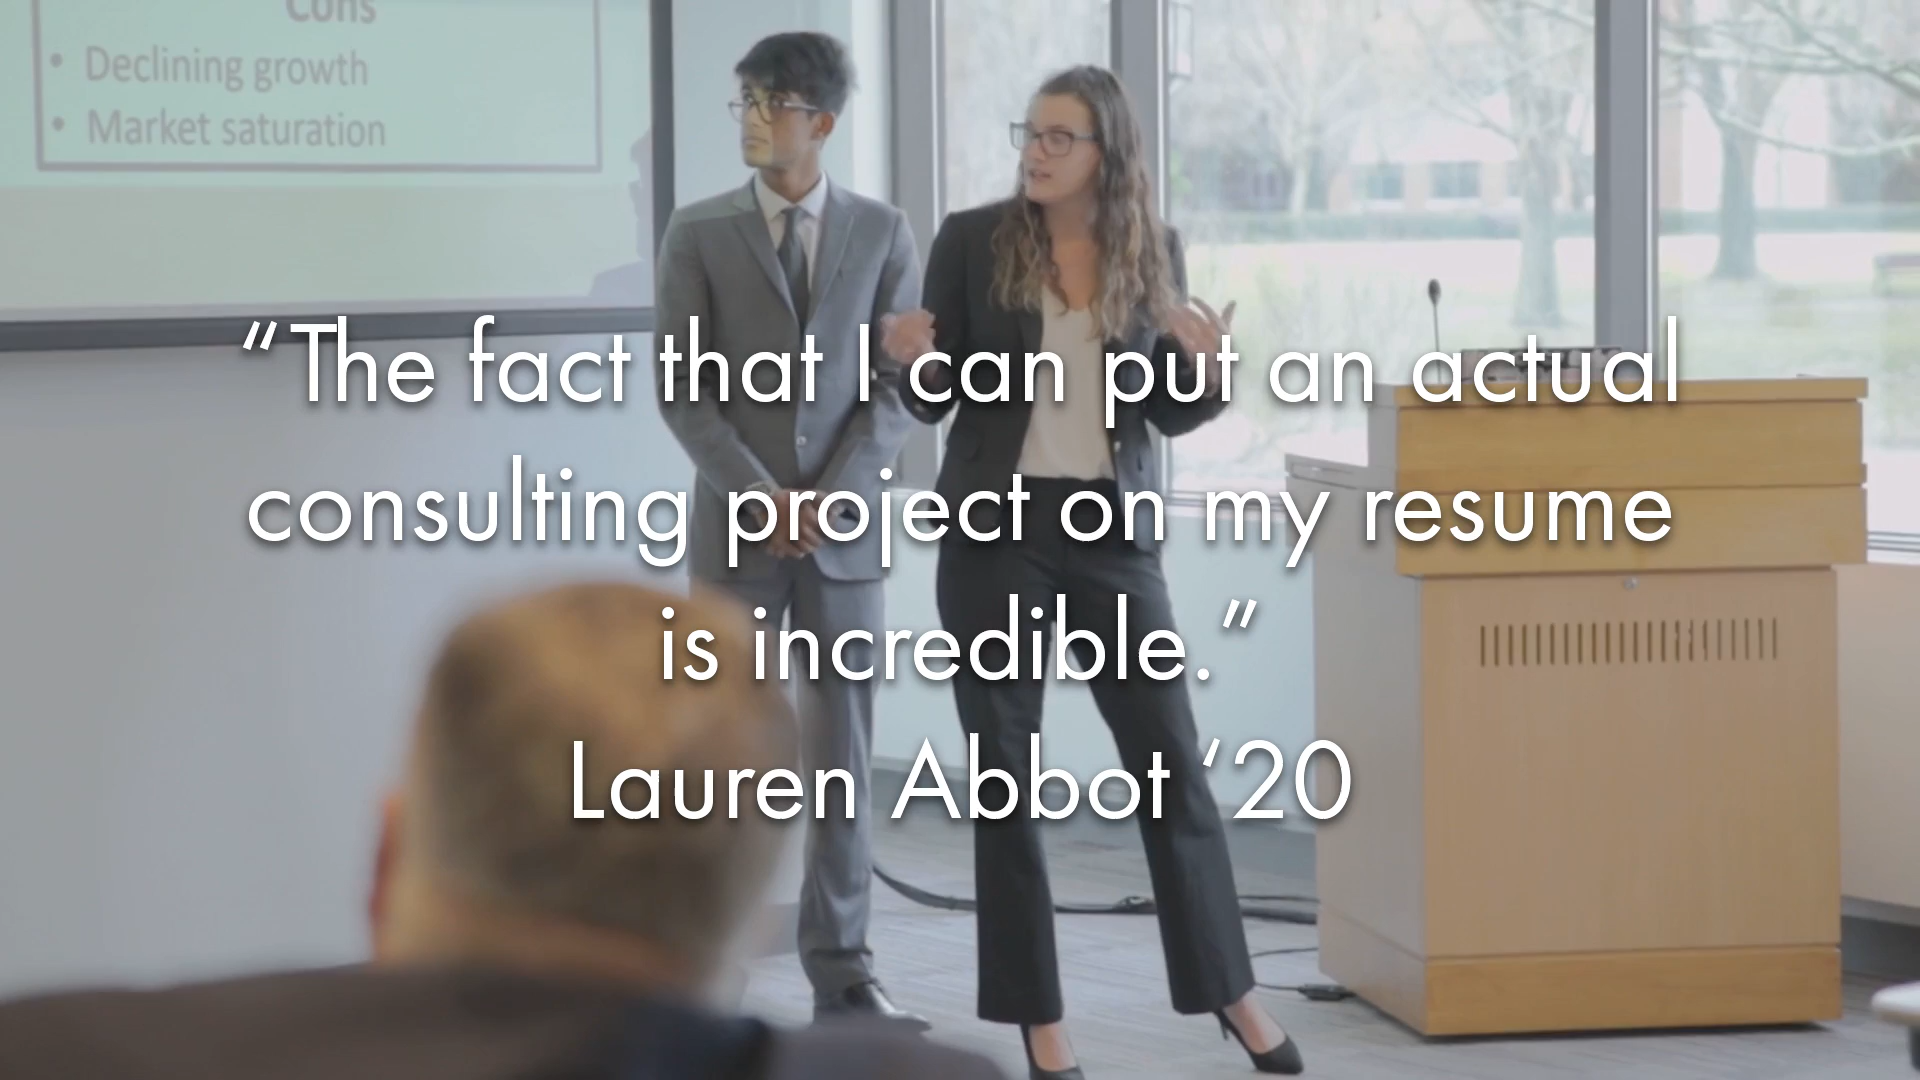 Cons
• Declining growth
• Market saturation
“The fact that I can put an actual
consulting project on my resume
is incredible.”
Lauren Abbot ‘20